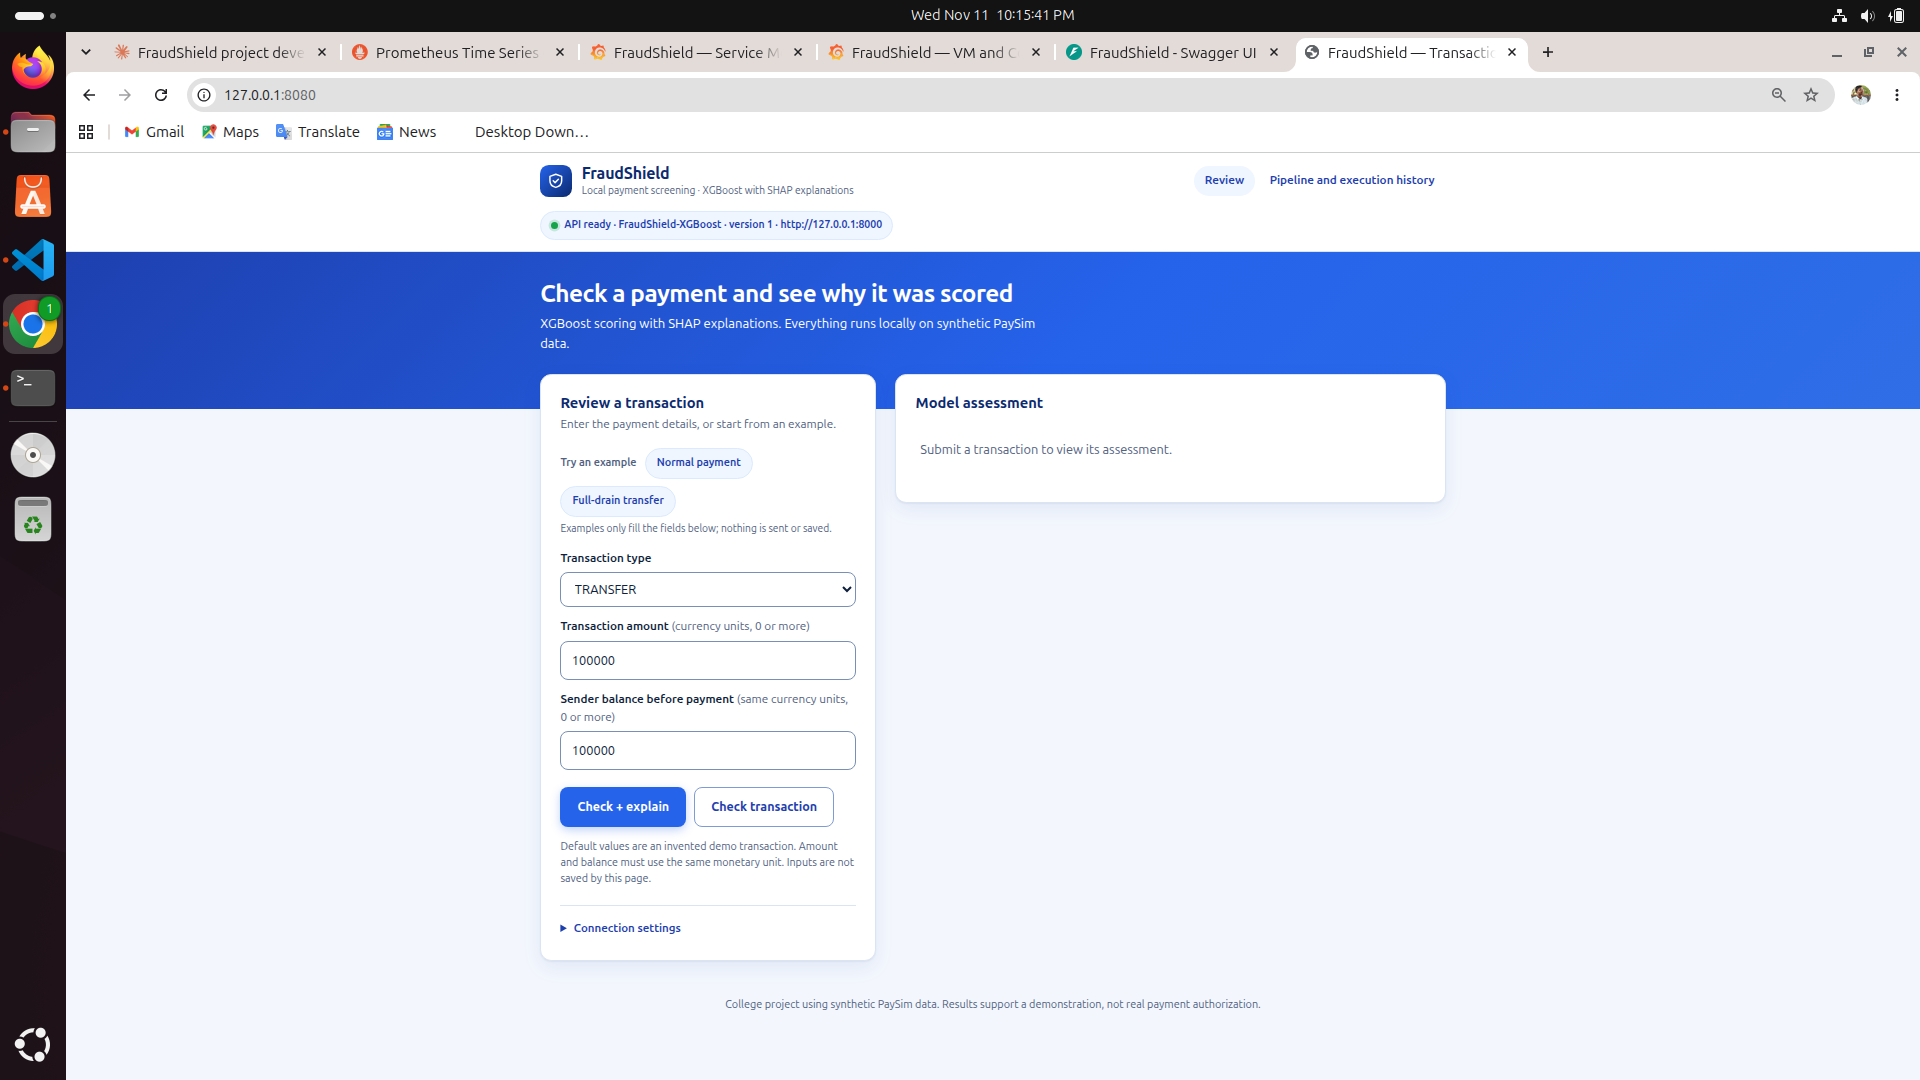 Wed Nov 11 10:15:41 PM
FraudShield project deve
Prometheus Time Series
FraudShield — Service M
FraudShield — VM and C
FraudShield - Swagger UI
FraudShield — Transactic
127.0.0.1:8080
Gmail
Maps
Translate
News
Desktop Down…
1
FraudShield
Local payment screening · XGBoost with SHAP explanations
Review
Pipeline and execution history
API ready · FraudShield-XGBoost · version 1 · http://127.0.0.1:8000
Check a payment and see why it was scored
XGBoost scoring with SHAP explanations. Everything runs locally on synthetic PaySim
data.
Review a transaction
Enter the payment details, or start from an example.
Try an example
Normal payment
Full-drain transfer
Examples only fill the fields below; nothing is sent or saved.
Transaction type
TRANSFER
Transaction amount (currency units, 0 or more)
100000
Sender balance before payment (same currency units,
0 or more)
100000
Check + explain
Check transaction
Default values are an invented demo transaction. Amount
and balance must use the same monetary unit. Inputs are not
saved by this page.
Connection settings
Model assessment
Submit a transaction to view its assessment.
College project using synthetic PaySim data. Results support a demonstration, not real payment authorization.